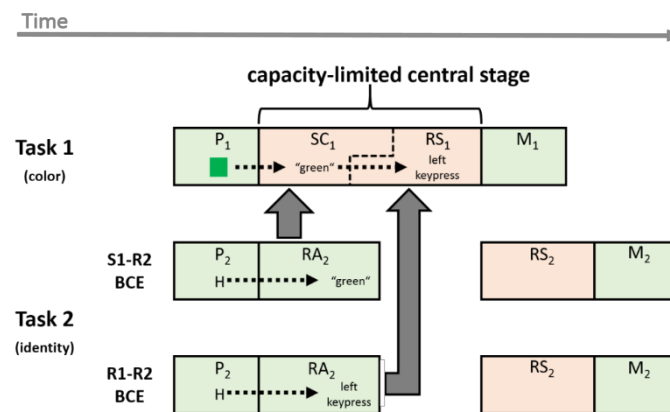 Time
capacity-limited central stage
Task 1
(color)
P1
SC1
RS1
M1
"green"
left
keypress
S1-R2
BCE
P2
RA2
H
"green"
RS2
M2
Task 2
(identity)
R1-R2
BCE
P2
RA2
H
left
keypress
RS2
M2